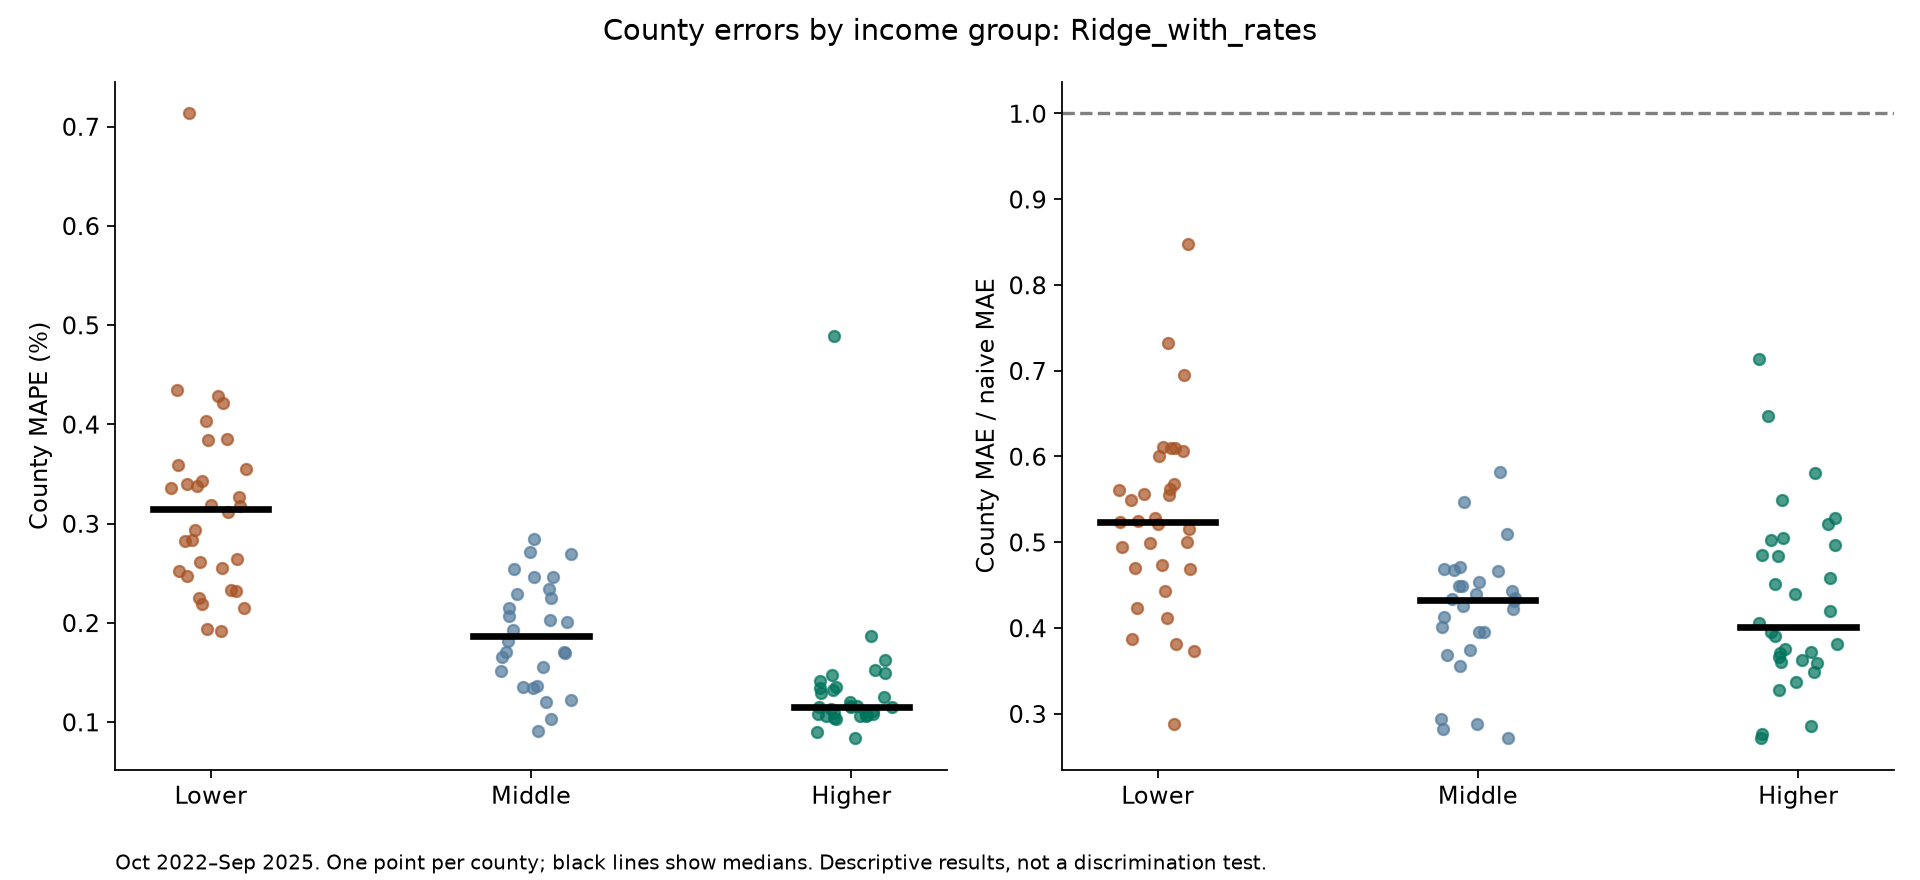 County errors by income group: Ridge_with_rates
County MAPE (%)
0.7
0.6
0.5
0.4
0.3
0.2
0.1
Lower
Middle
Higher
County MAE / naive MAE
1.0
0.9
0.8
0.7
0.6
0.5
0.4
0.3
Lower
Middle
Higher
Oct 2022–Sep 2025. One point per county; black lines show medians. Descriptive results, not a discrimination test.